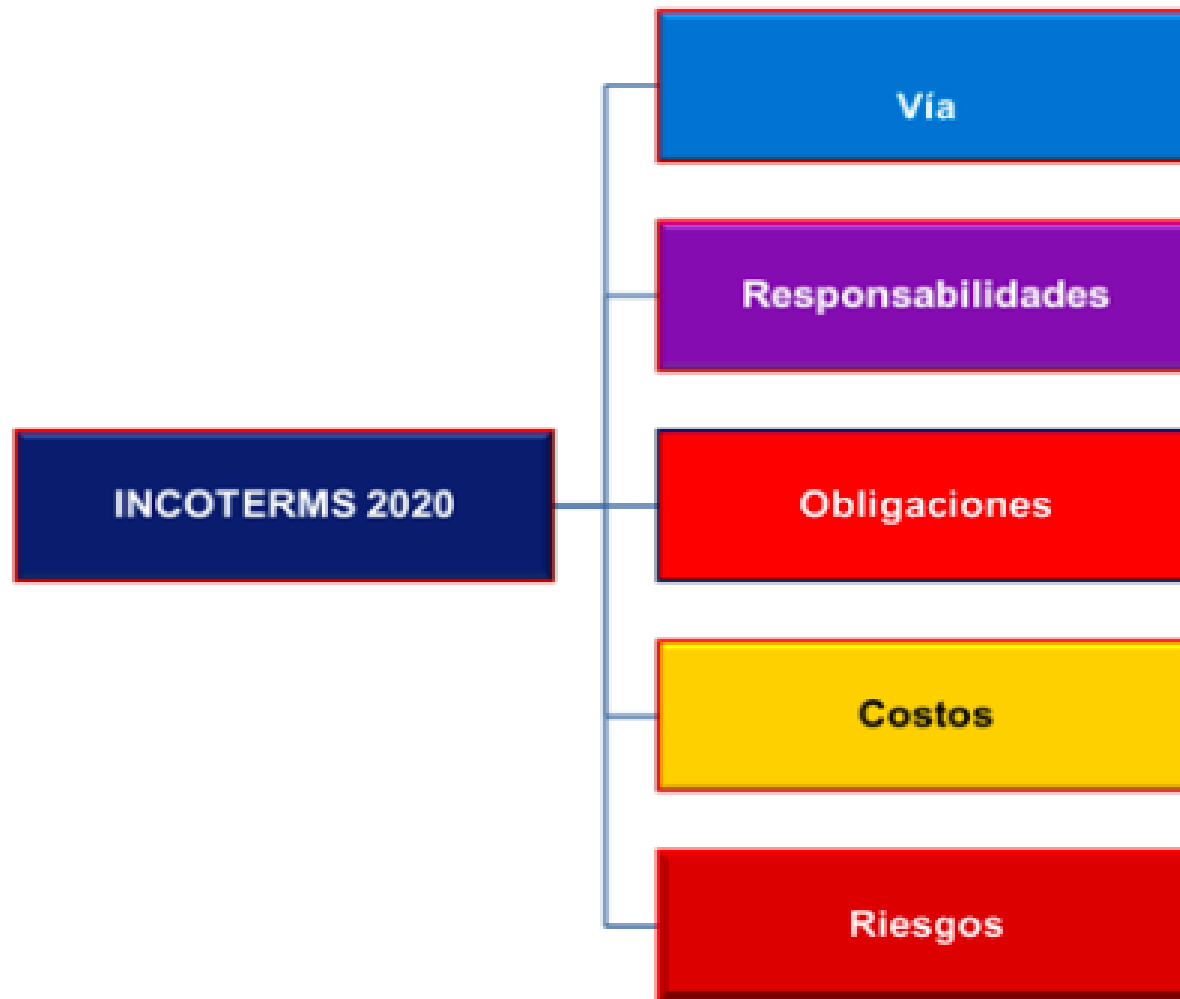 Vía
Responsabilidades
INCOTERMS 2020
Obligaciones
Costos
Riesgos